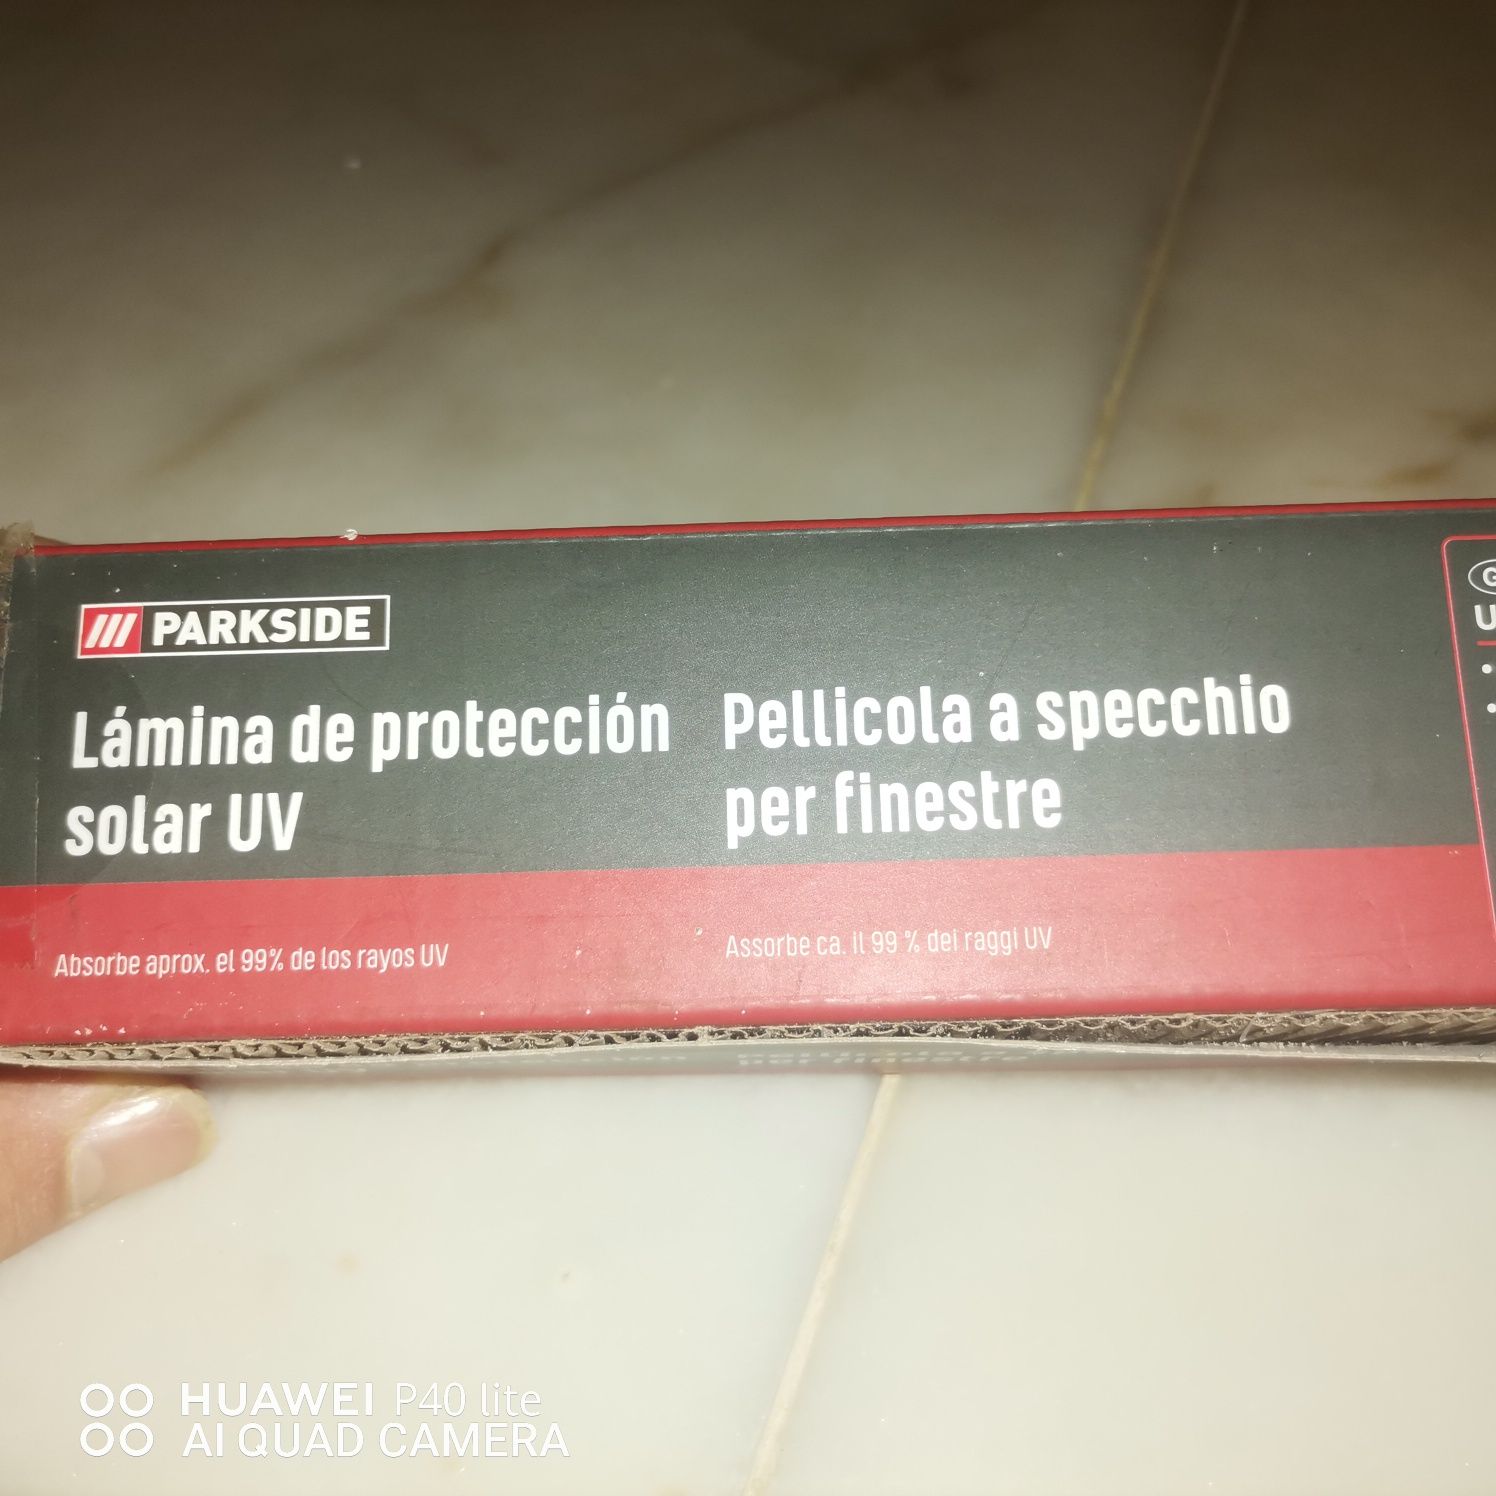 PARKSIDE
Lámina de protección
solar UV
Absorbe aprox. el 99% de los rayos UV
Pellicola a specchio
per finestre
Assorbe ca. il 99 % dei raggi UV
G
U
HUAWEI P40 lite
AI QUAD CAMERA